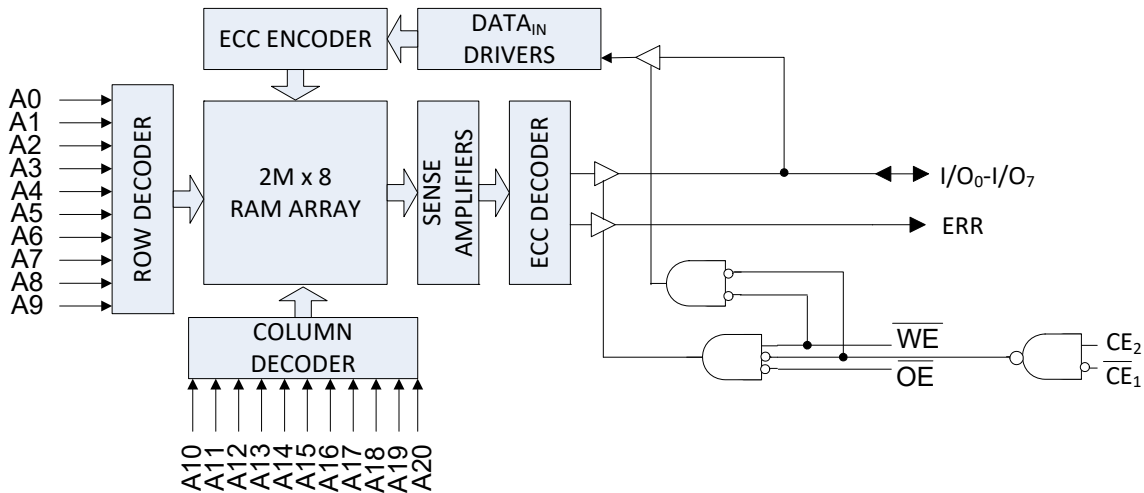 ECC ENCODER
DATAIN
DRIVERS
A0
A1
A2
A3
A4
A5
A6
A7
A8
A9
ROW DECODER
2M x 8
RAM ARRAY
SENSE
AMPLIFIERS
ECC DECODER
I/O0-I/O7
ERR
COLUMN
DECODER
WE
OE
CE2
CE1
A10
A11
A12
A13
A14
A15
A16
A17
A18
A19
A20